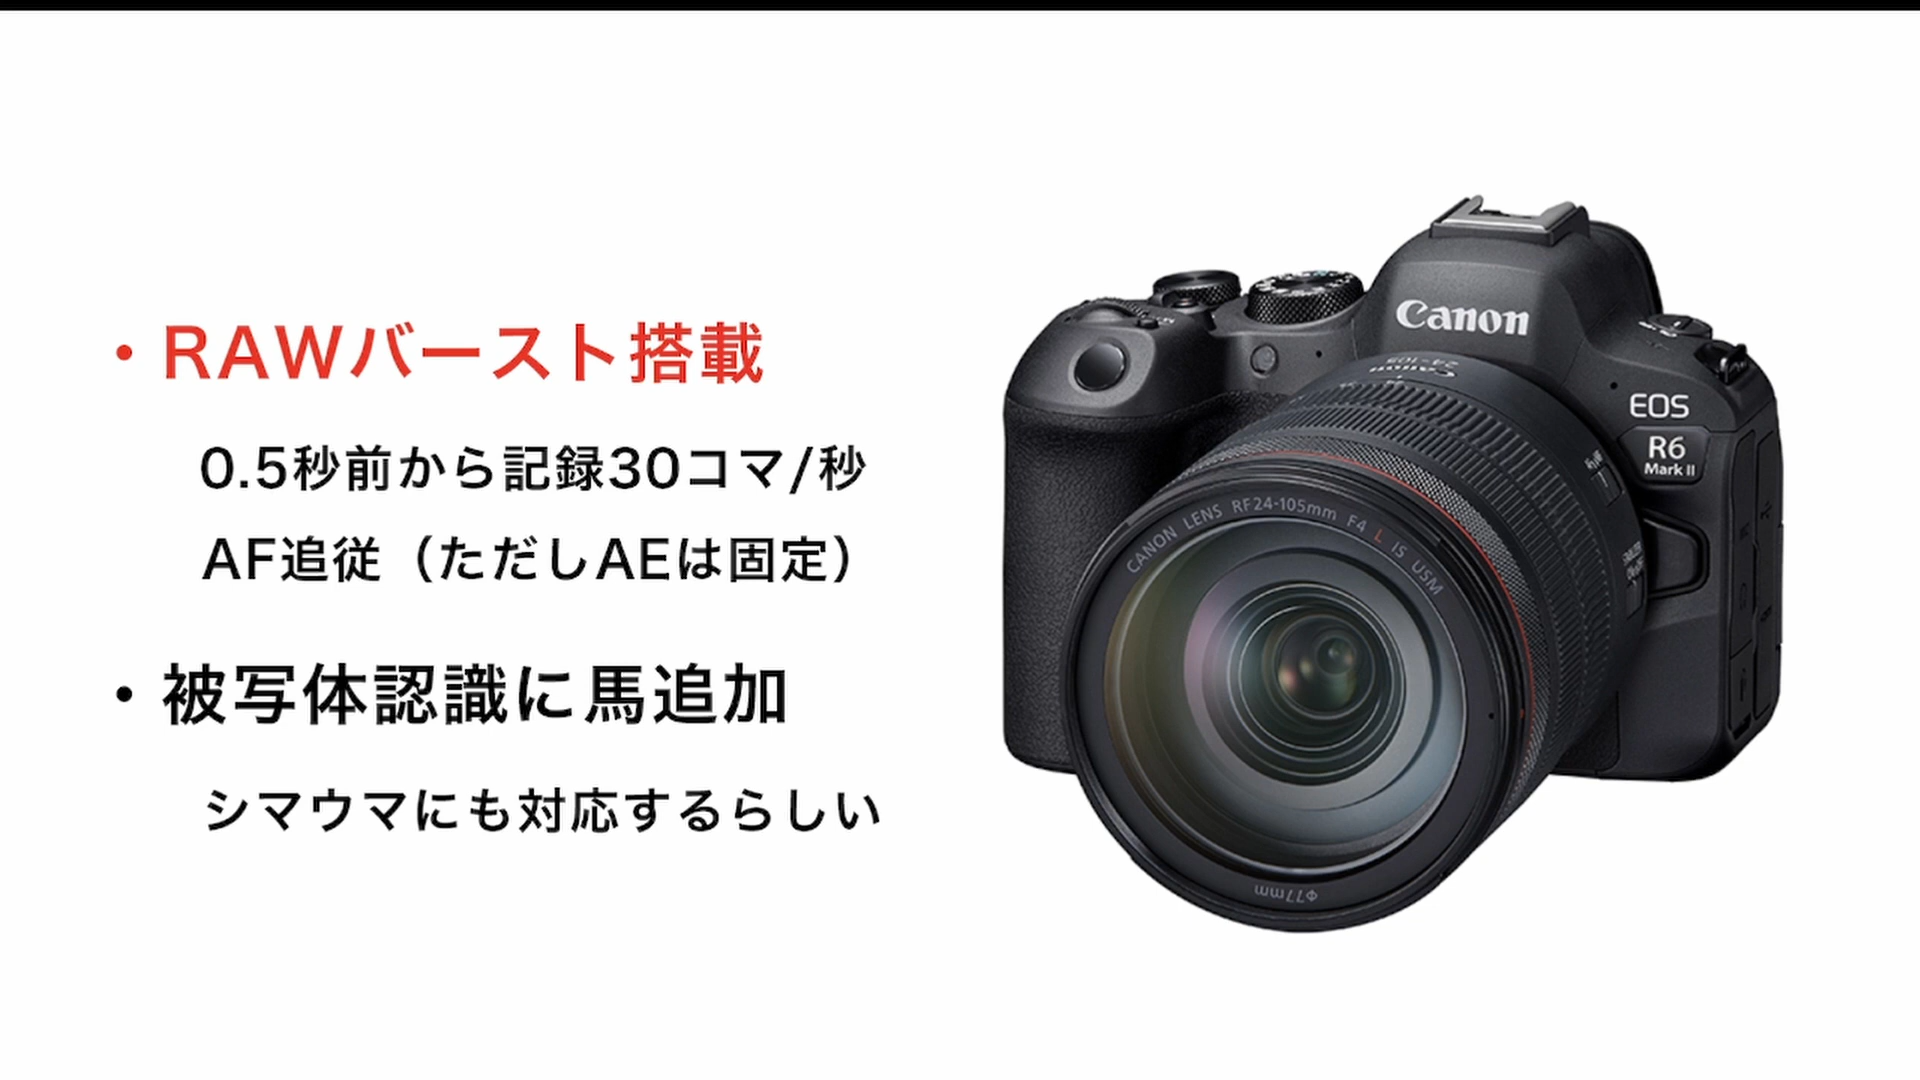 ・RAWバースト搭載
0.5秒前から記録30コマ/秒
AF追従（ただしAEは固定）
・被写体認識に馬追加
シマウマにも対応するらしい
Canon
EOS
R6
Mark II
Canon
24-105
CANON LENS RF24-105mm F4 L IS USM
φ77mm